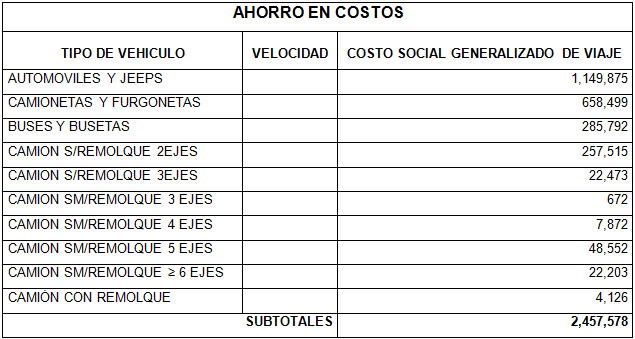 AHORRO EN COSTOS
TIPO DE VEHICULO VELOCIDAD COSTO SOCIAL GENERALIZADO DE VIAJE
AUTOMOVILES Y JEEPS 1,149,875
CAMIONETAS Y FURGONETAS 658,499
BUSES Y BUSETAS 285,792
CAMION S/REMOLQUE 2EJES 257,515
CAMION S/REMOLQUE 3EJES 22,473
CAMION SM/REMOLQUE 3 EJES 672
CAMION SM/REMOLQUE 4 EJES 7,872
CAMION SM/REMOLQUE 5 EJES 48,552
CAMION SM/REMOLQUE ≥ 6 EJES 22,203
CAMIÓN CON REMOLQUE 4,126
SUBTOTALES 2,457,578